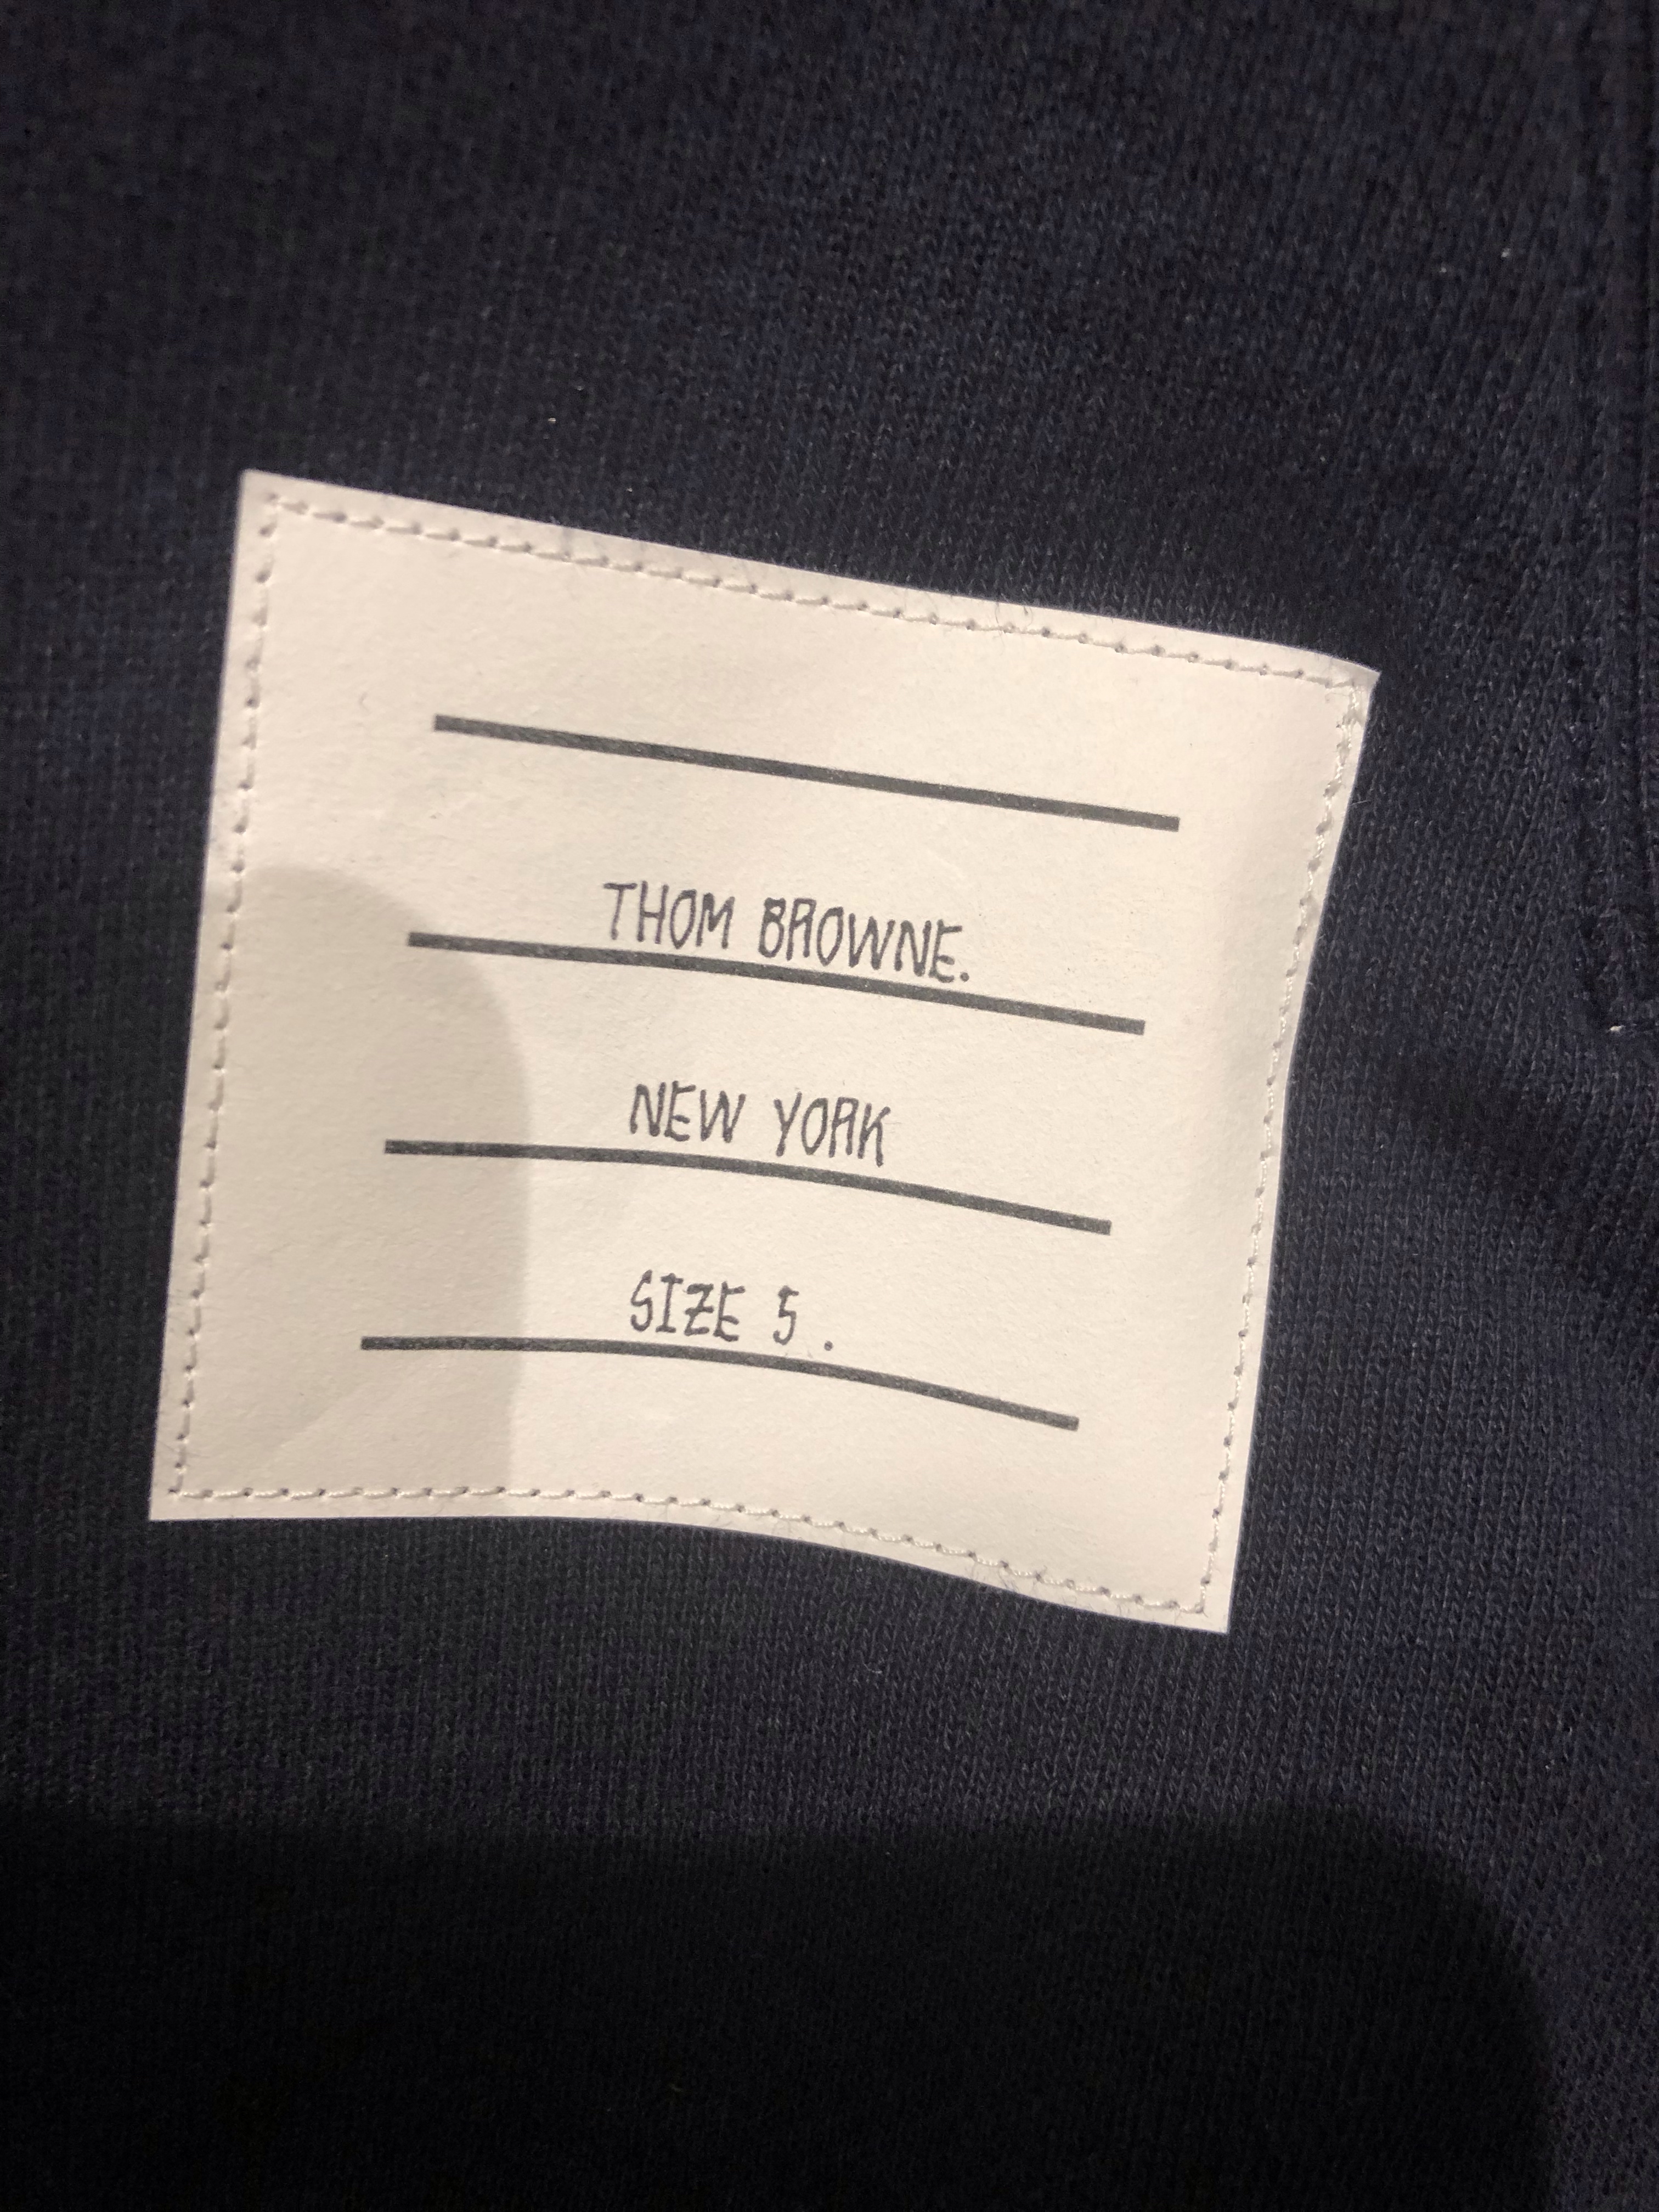 THOM BROWNE.
NEW YORK
SIZE 5 .